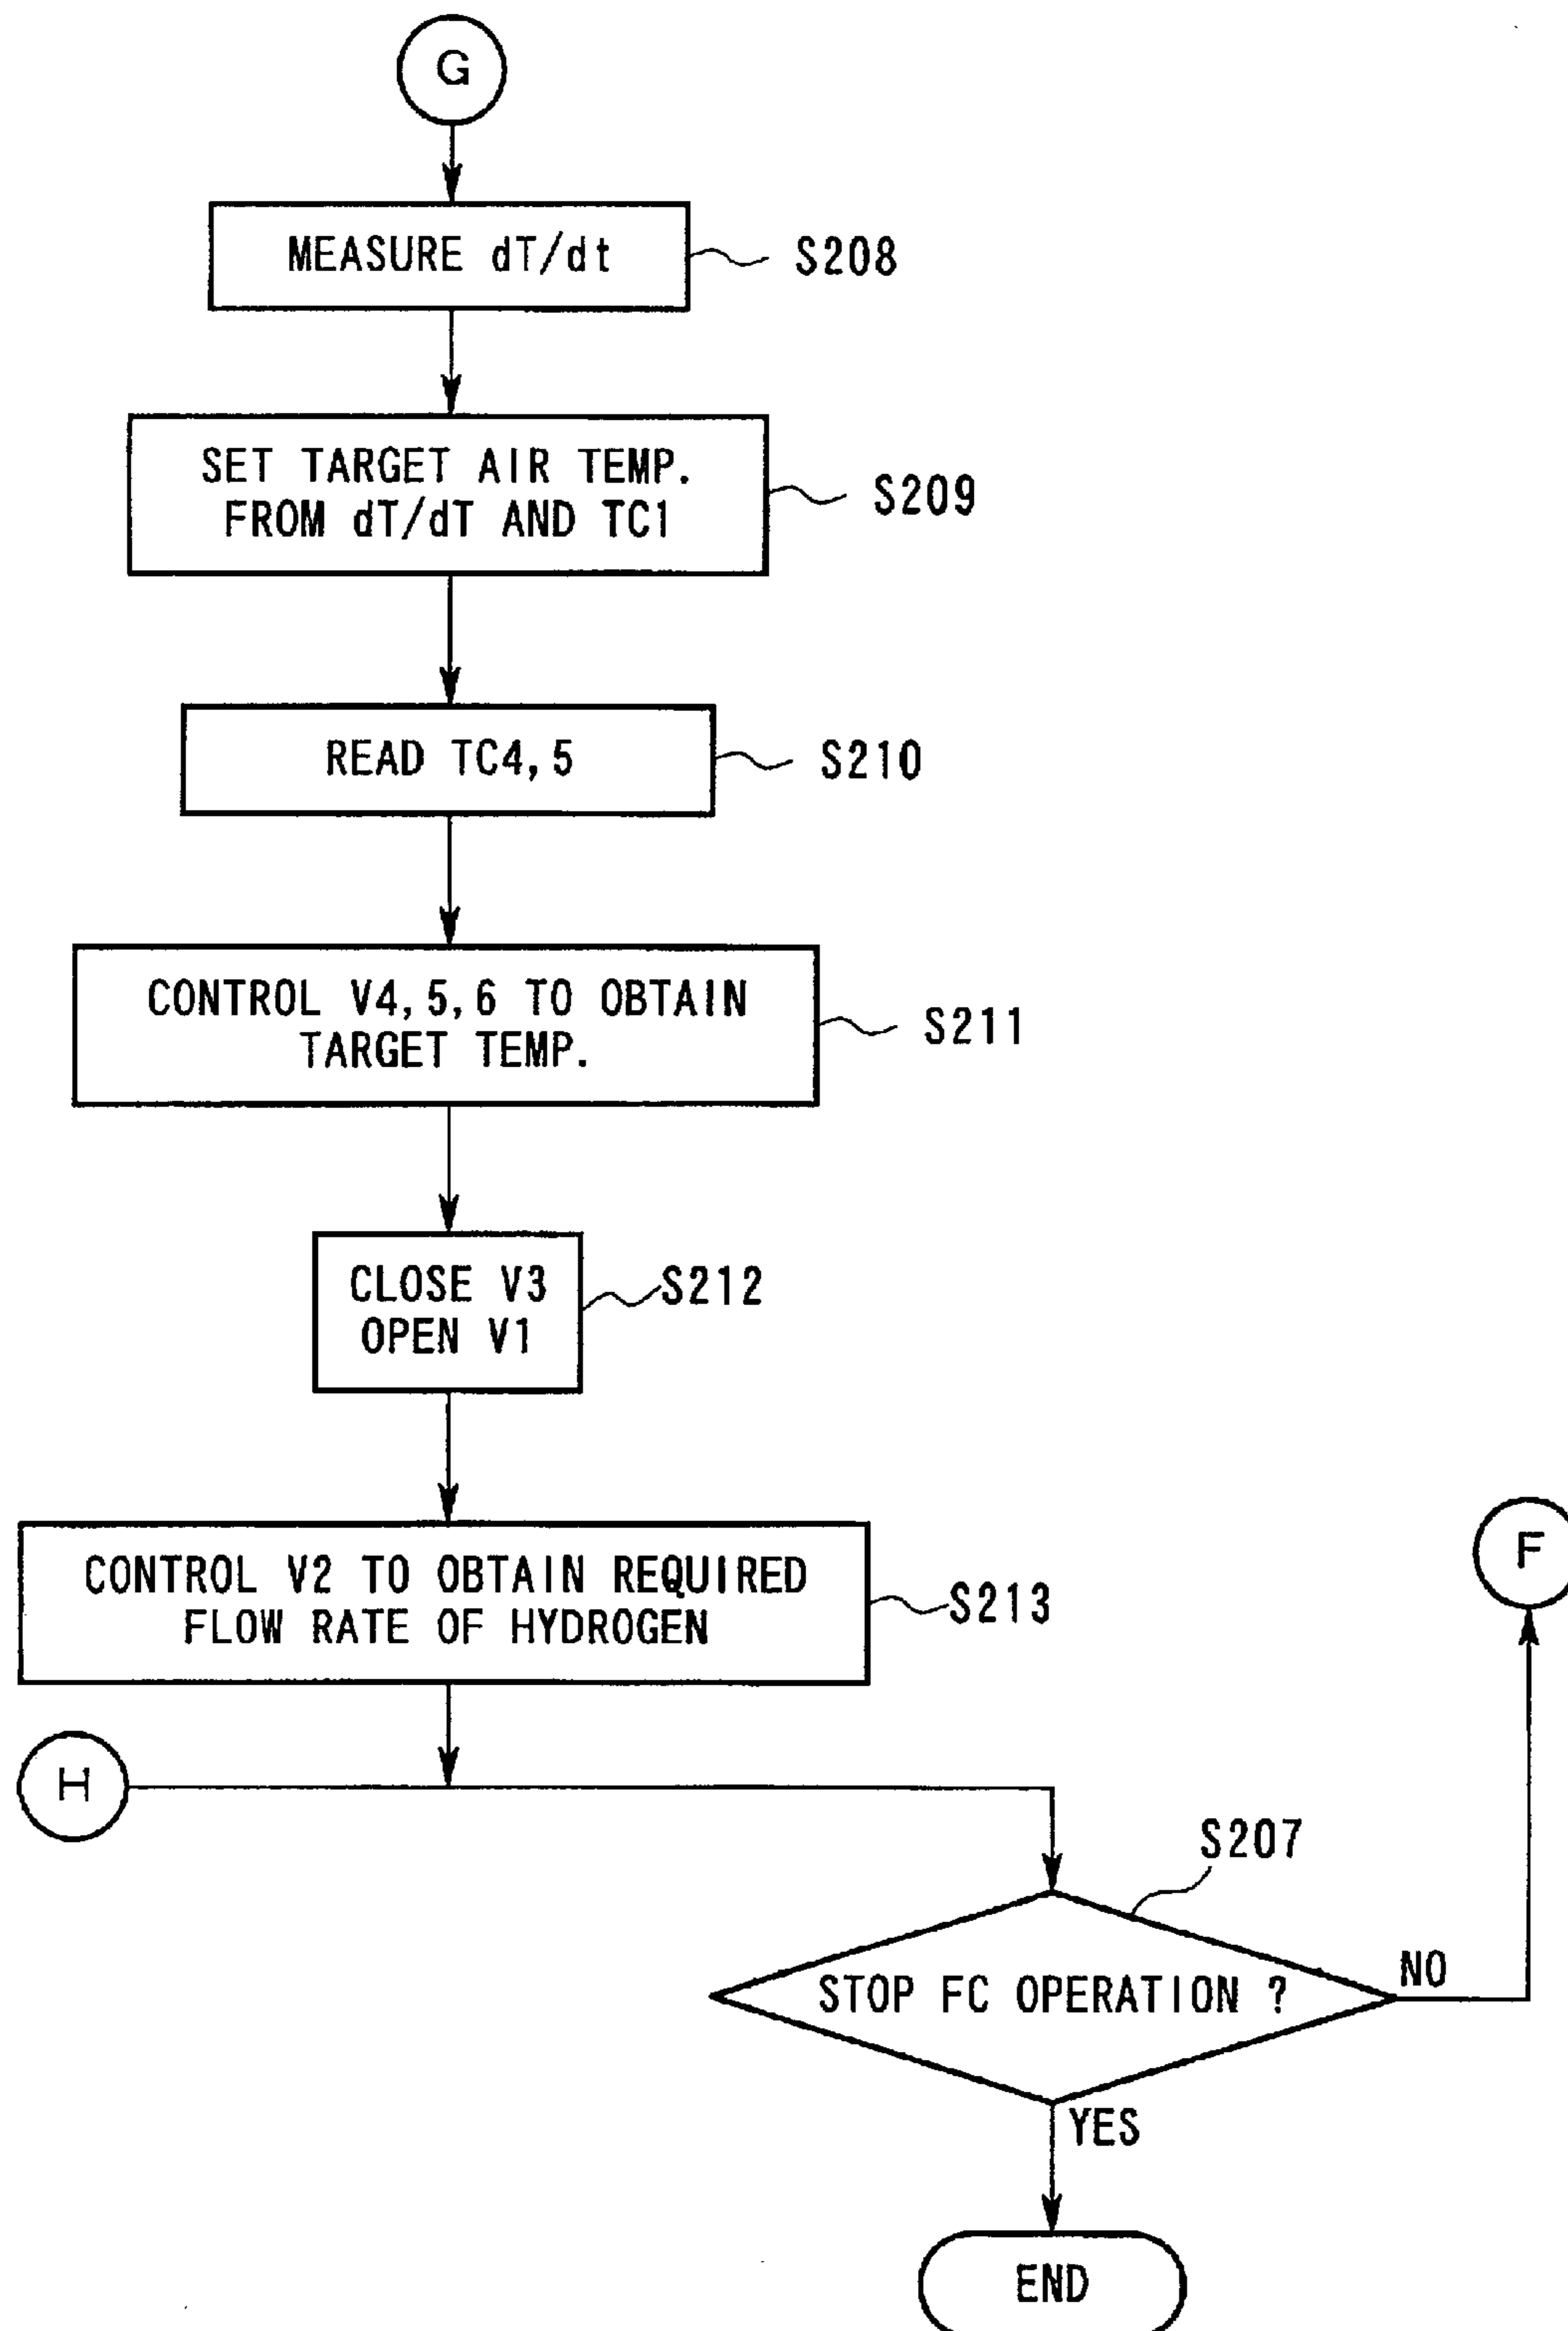 G
MEASURE dT/dt
S208
SET TARGET AIR TEMP.
FROM dT/dT AND TC1
S209
READ TC4,5
S210
CONTROL V4,5,6 TO OBTAIN
TARGET TEMP.
S211
CLOSE V3
OPEN V1
S212
CONTROL V2 TO OBTAIN REQUIRED
FLOW RATE OF HYDROGEN
S213
F
H
S207
STOP FC OPERATION ?
NO
YES
END